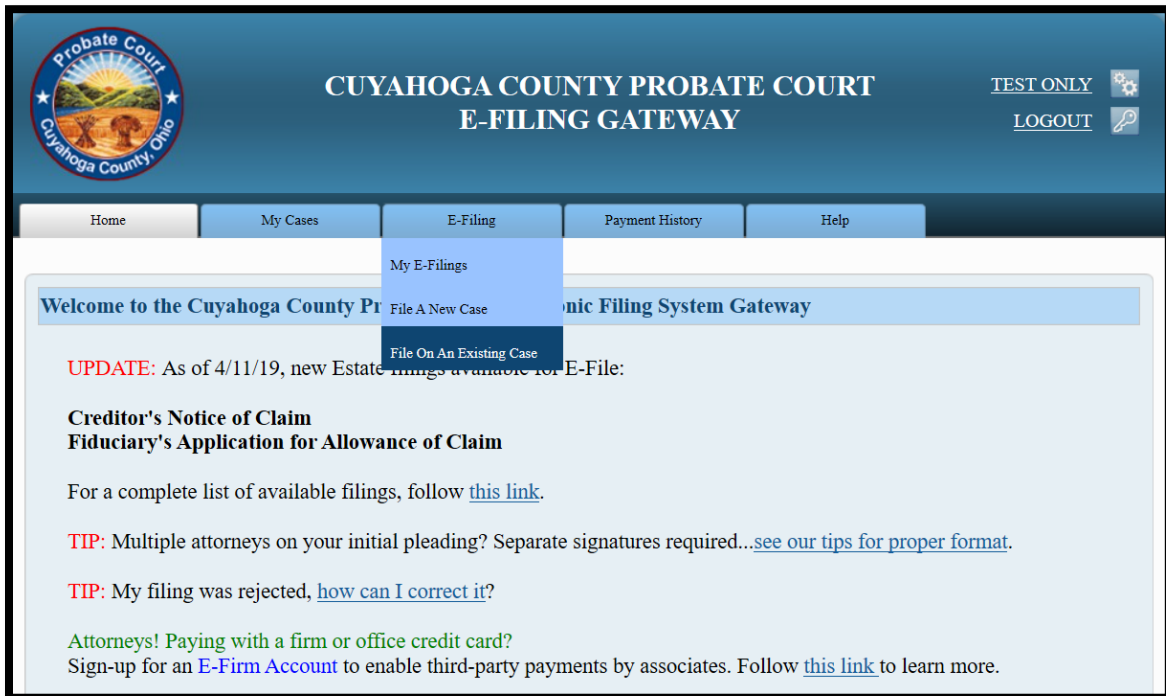 Probate Court
Cuyahoga County, Ohio
CUYAHOGA COUNTY PROBATE COURT
E-FILING GATEWAY
TEST ONLY
LOGOUT
Home My Cases E-Filing Payment History Help
My E-Filings
File A New Case
File On An Existing Case
Welcome to the Cuyahoga County Pr onic Filing System Gateway
UPDATE: As of 4/11/19, new Estate filings available for E-File:
Creditor's Notice of Claim
Fiduciary's Application for Allowance of Claim
For a complete list of available filings, follow this link.
TIP: Multiple attorneys on your initial pleading? Separate signatures required...see our tips for proper format.
TIP: My filing was rejected, how can I correct it?
Attorneys! Paying with a firm or office credit card?
Sign-up for an E-Firm Account to enable third-party payments by associates. Follow this link to learn more.